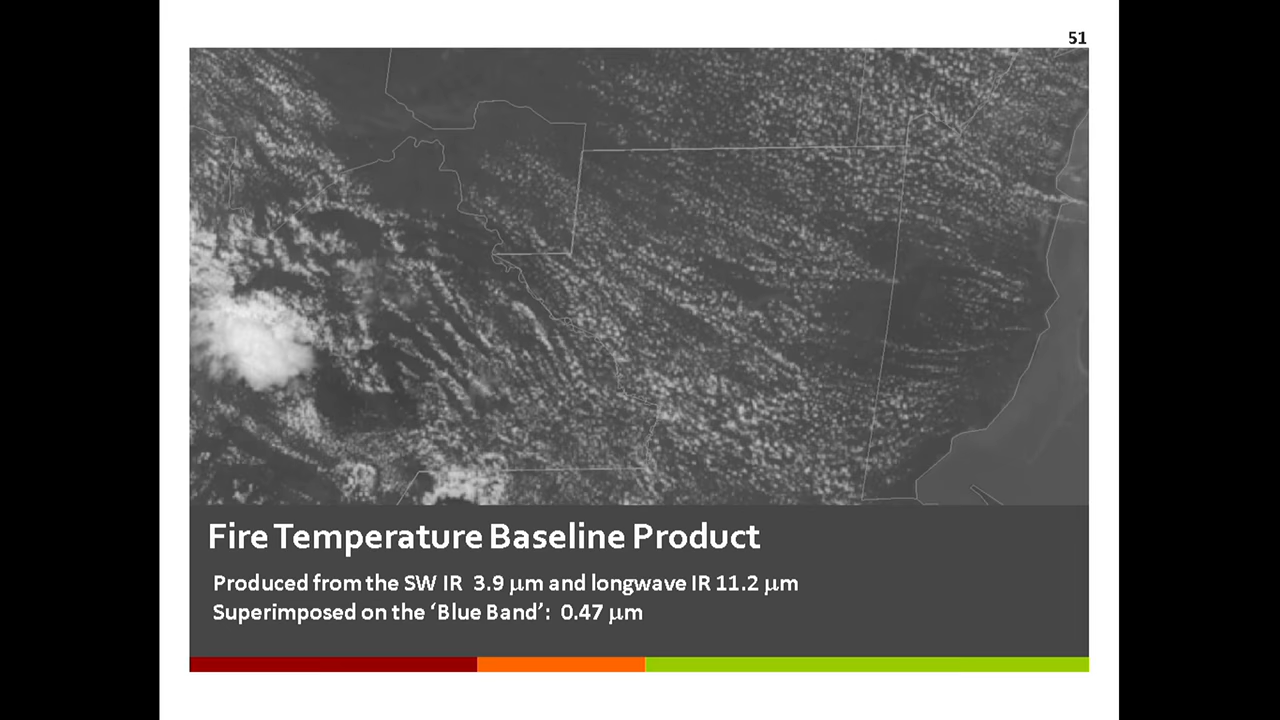 51
Fire Temperature Baseline Product
Produced from the SW IR 3.9 μm and longwave IR 11.2 μm
Superimposed on the ‘Blue Band’: 0.47 μm